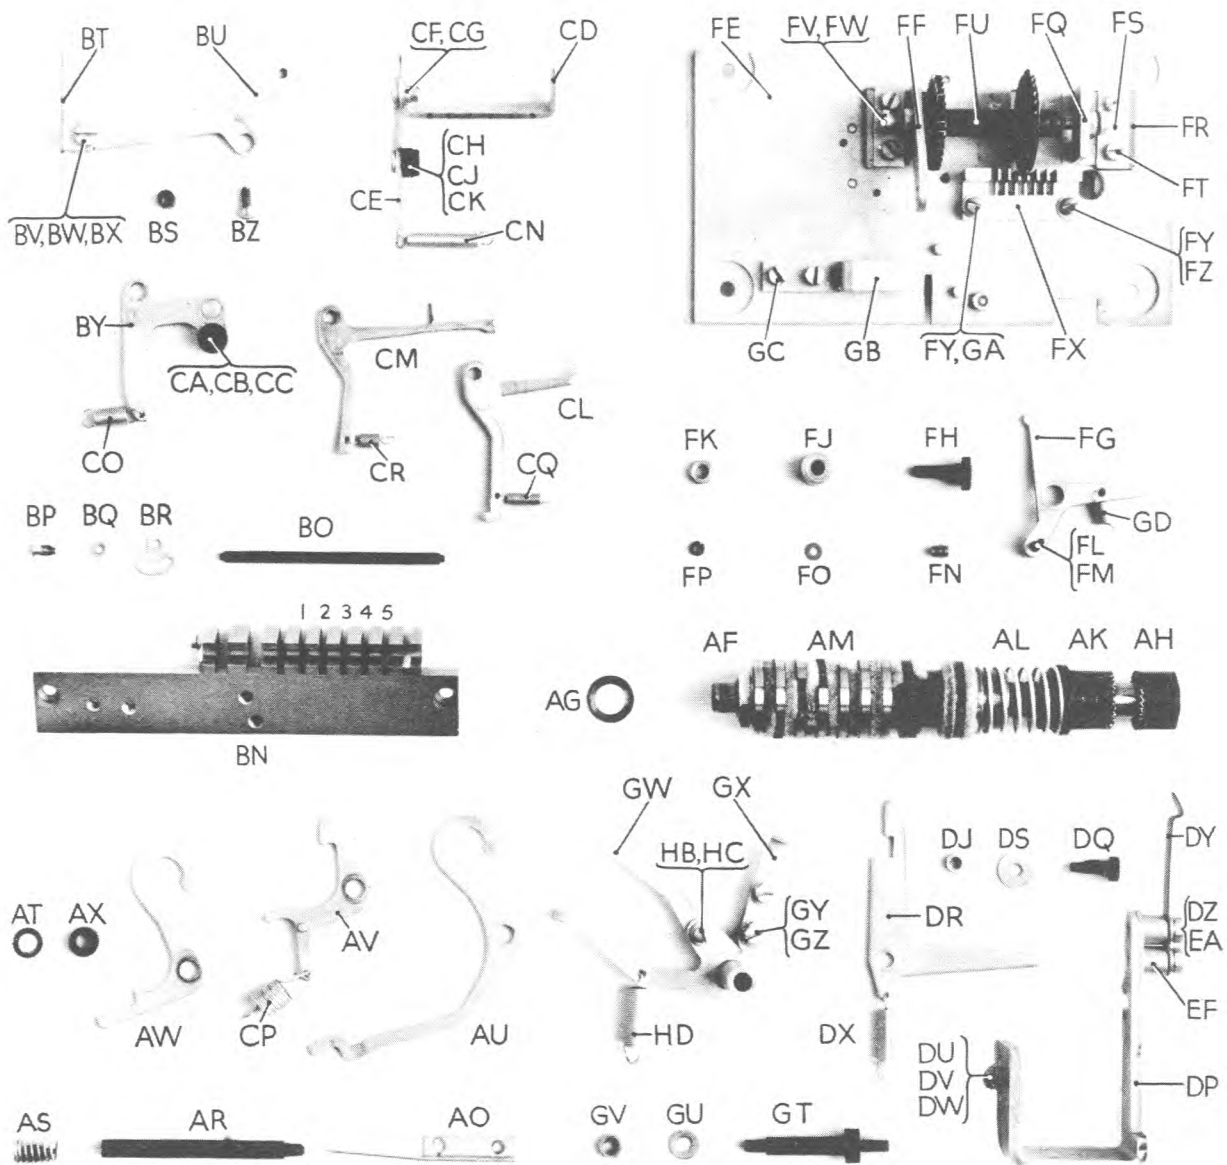 BT
BU
CF, CG
CD
FE
FV, FW
FF
FU
FQ
FS
FR
CH
CJ
CK
CE
FT
BV, BW, BX
BS
BZ
CN
FY
FZ
BY
CM
GC
GB
FY, GA
FX
CA, CB, CC
CL
CO
CR
CQ
FK
FJ
FH
FG
BP
BQ
BR
BO
GD
FP
FO
FN
FL
FM
1 2 3 4 5
AF
AM
AL
AK
AH
AG
BN
GW
GX
HB, HC
DJ
DS
DQ
DY
AT
AX
AV
GY
GZ
DR
DZ
EA
AW
CP
AU
HD
DX
EF
DU
DV
DW
DP
AS
AR
AO
GV
GU
GT